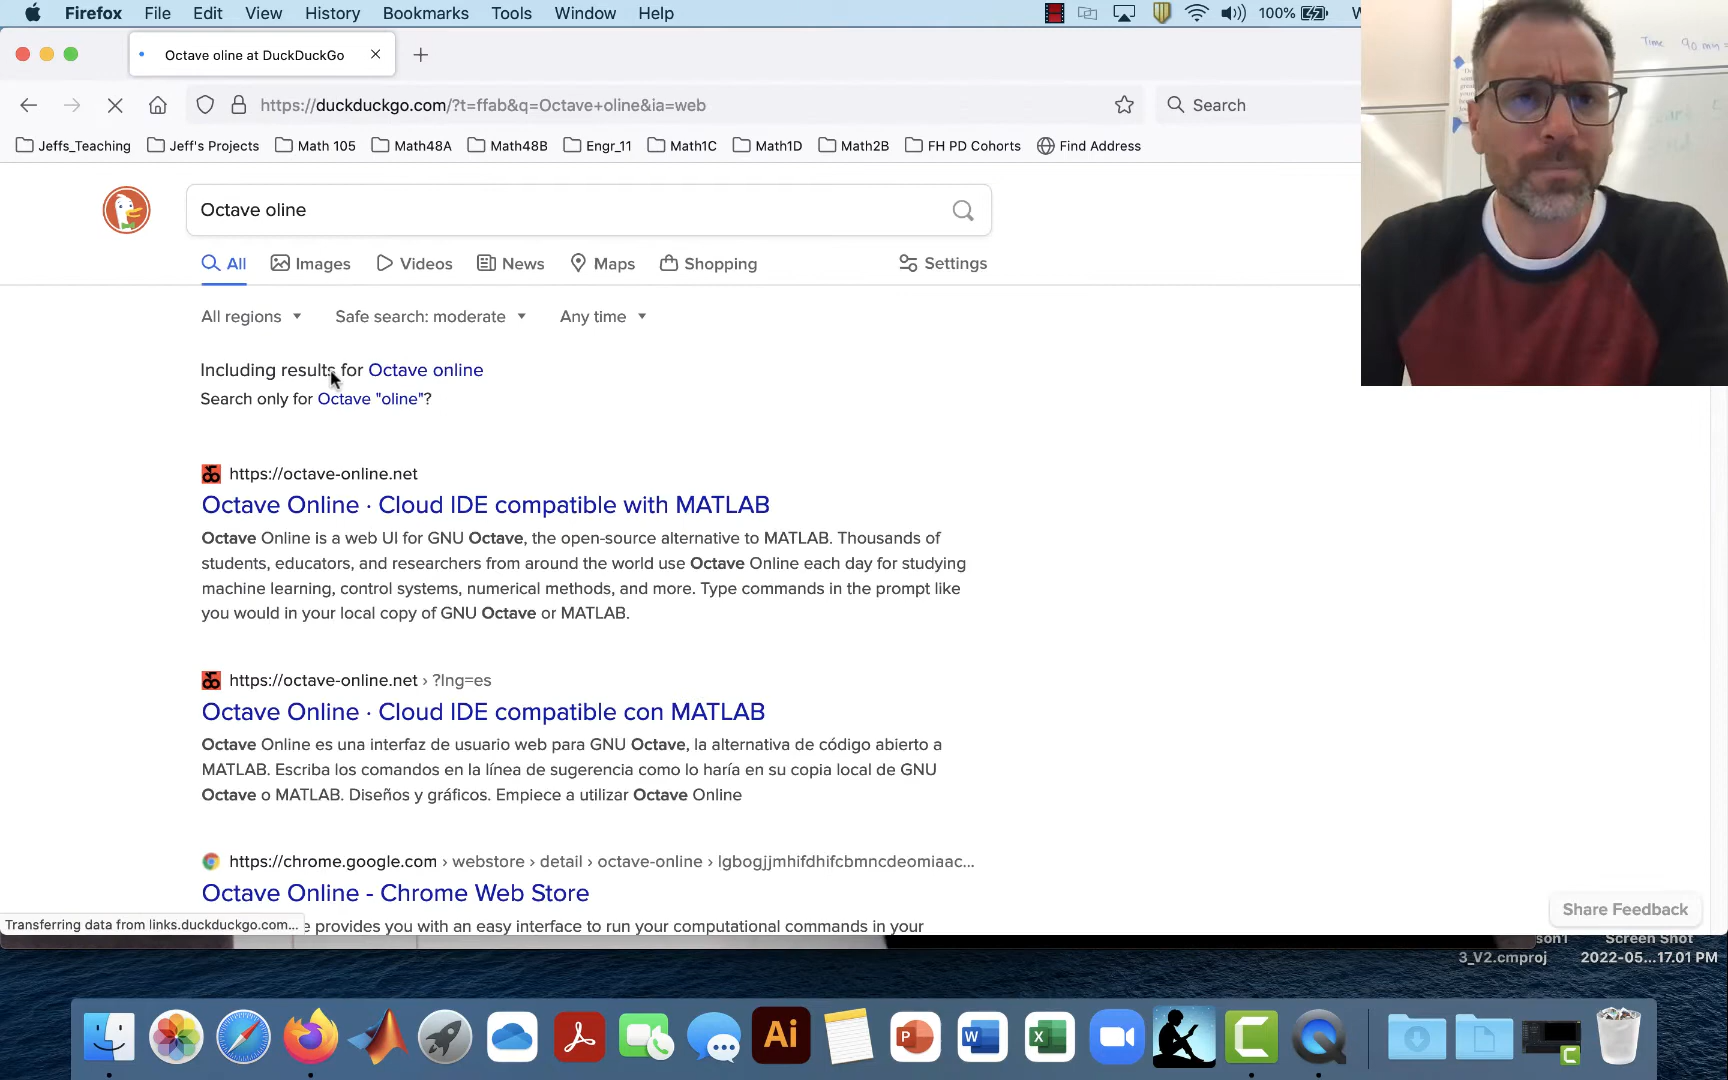 Firefox File Edit View History Bookmarks Tools Window Help 100%
Octave oline at DuckDuckGo
https://duckduckgo.com/?t=ffab&q=Octave+oline&ia=web Search
Jeffs_Teaching Jeff's Projects Math 105 Math48A Math48B Engr_11 Math1C Math1D Math2B FH PD Cohorts Find Address
Octave oline
All Images Videos News Maps Shopping Settings
All regions Safe search: moderate Any time
Including results for Octave online
Search only for Octave "oline"?
https://octave-online.net
Octave Online · Cloud IDE compatible with MATLAB
Octave Online is a web UI for GNU Octave, the open-source alternative to MATLAB. Thousands of
students, educators, and researchers from around the world use Octave Online each day for studying
machine learning, control systems, numerical methods, and more. Type commands in the prompt like
you would in your local copy of GNU Octave or MATLAB.
https://octave-online.net › ?lng=es
Octave Online · Cloud IDE compatible con MATLAB
Octave Online es una interfaz de usuario web para GNU Octave, la alternativa de código abierto a
MATLAB. Escriba los comandos en la línea de sugerencia como lo haría en su copia local de GNU
Octave o MATLAB. Diseños y gráficos. Empiece a utilizar Octave Online
https://chrome.google.com › webstore › detail › octave-online › lgbogjjmhifdhifcbmncdeomiaac...
Octave Online - Chrome Web Store
provides you with an easy interface to run your computational commands in your
Share Feedback
Transferring data from links.duckduckgo.com...
son1 Screen Shot
3_V2.cmproj 2022-05...17.01 PM
Time 90 min